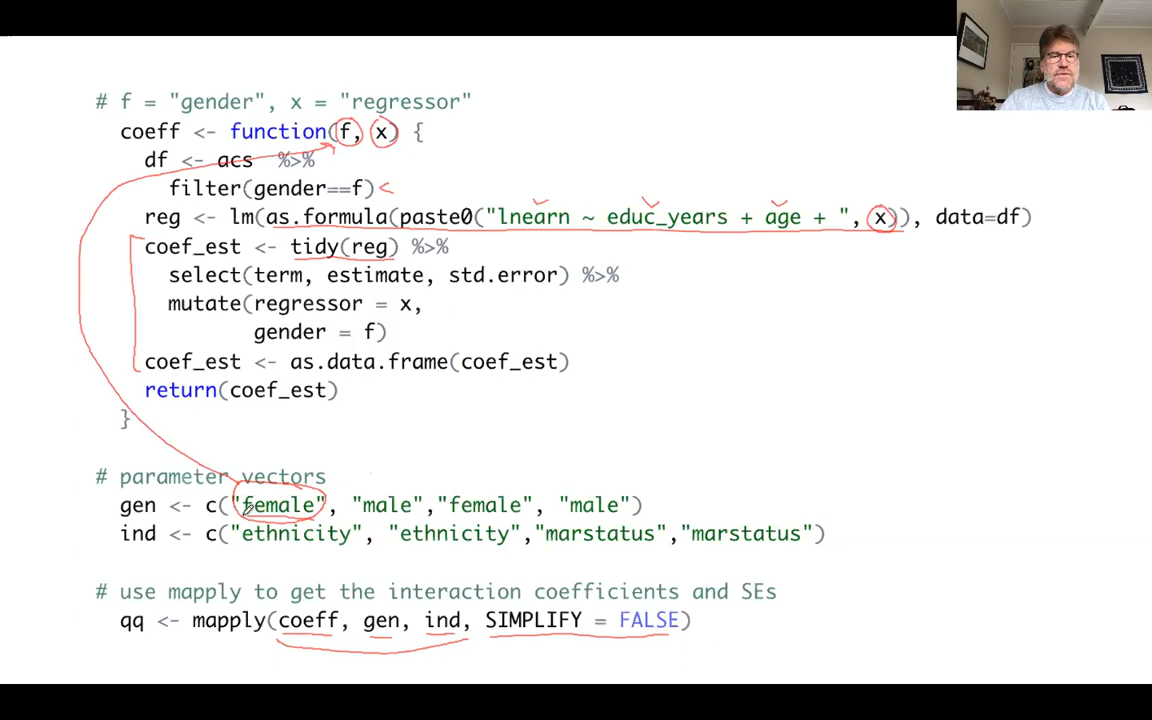 # f = "gender", x = "regressor"
coeff <- function(f, x) {
df <- acs %>%
filter(gender==f)
reg <- lm(as.formula(paste0("lnearn ~ educ_years + age + ", x)), data=df)
coef_est <- tidy(reg) %>%
select(term, estimate, std.error) %>%
mutate(regressor = x,
gender = f)
coef_est <- as.data.frame(coef_est)
return(coef_est)
}
# parameter vectors
gen <- c("female", "male","female", "male")
ind <- c("ethnicity", "ethnicity","marstatus","marstatus")
# use mapply to get the interaction coefficients and SEs
qq <- mapply(coeff, gen, ind, SIMPLIFY = FALSE)